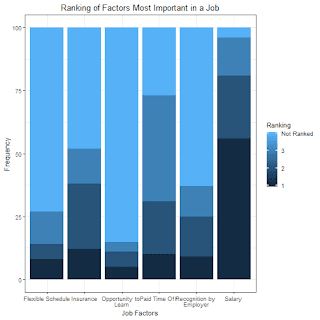 Ranking of Factors Most Important in a Job
100
75
50
25
0
Frequency
Flexible Schedule Insurance Opportunity to Paid Time Off Recognition by Salary
Learn Employer
Job Factors
Ranking
Not Ranked
3
2
1